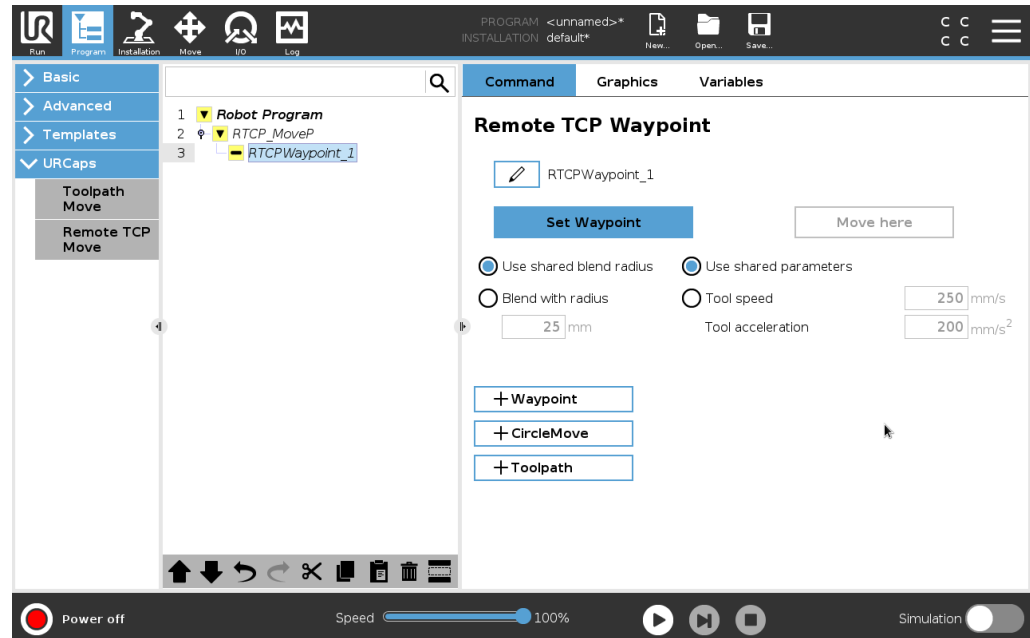 UR
PROGRAM <unnamed>*
INSTALLATION default*
C C
C C
Run Program Installation Move I/O Log New... Open... Save...
Basic
Advanced
Templates
URCaps
Toolpath
Move
Remote TCP
Move
1 Robot Program
2 RTCP_MoveP
3 RTCPWaypoint_1
Command Graphics Variables
Remote TCP Waypoint
RTCPWaypoint_1
Set Waypoint Move here
Use shared blend radius Use shared parameters
Blend with radius Tool speed 250 mm/s
25 mm Tool acceleration 200 mm/s²
+ Waypoint
+ CircleMove
+ Toolpath
Power off Speed 100% Simulation